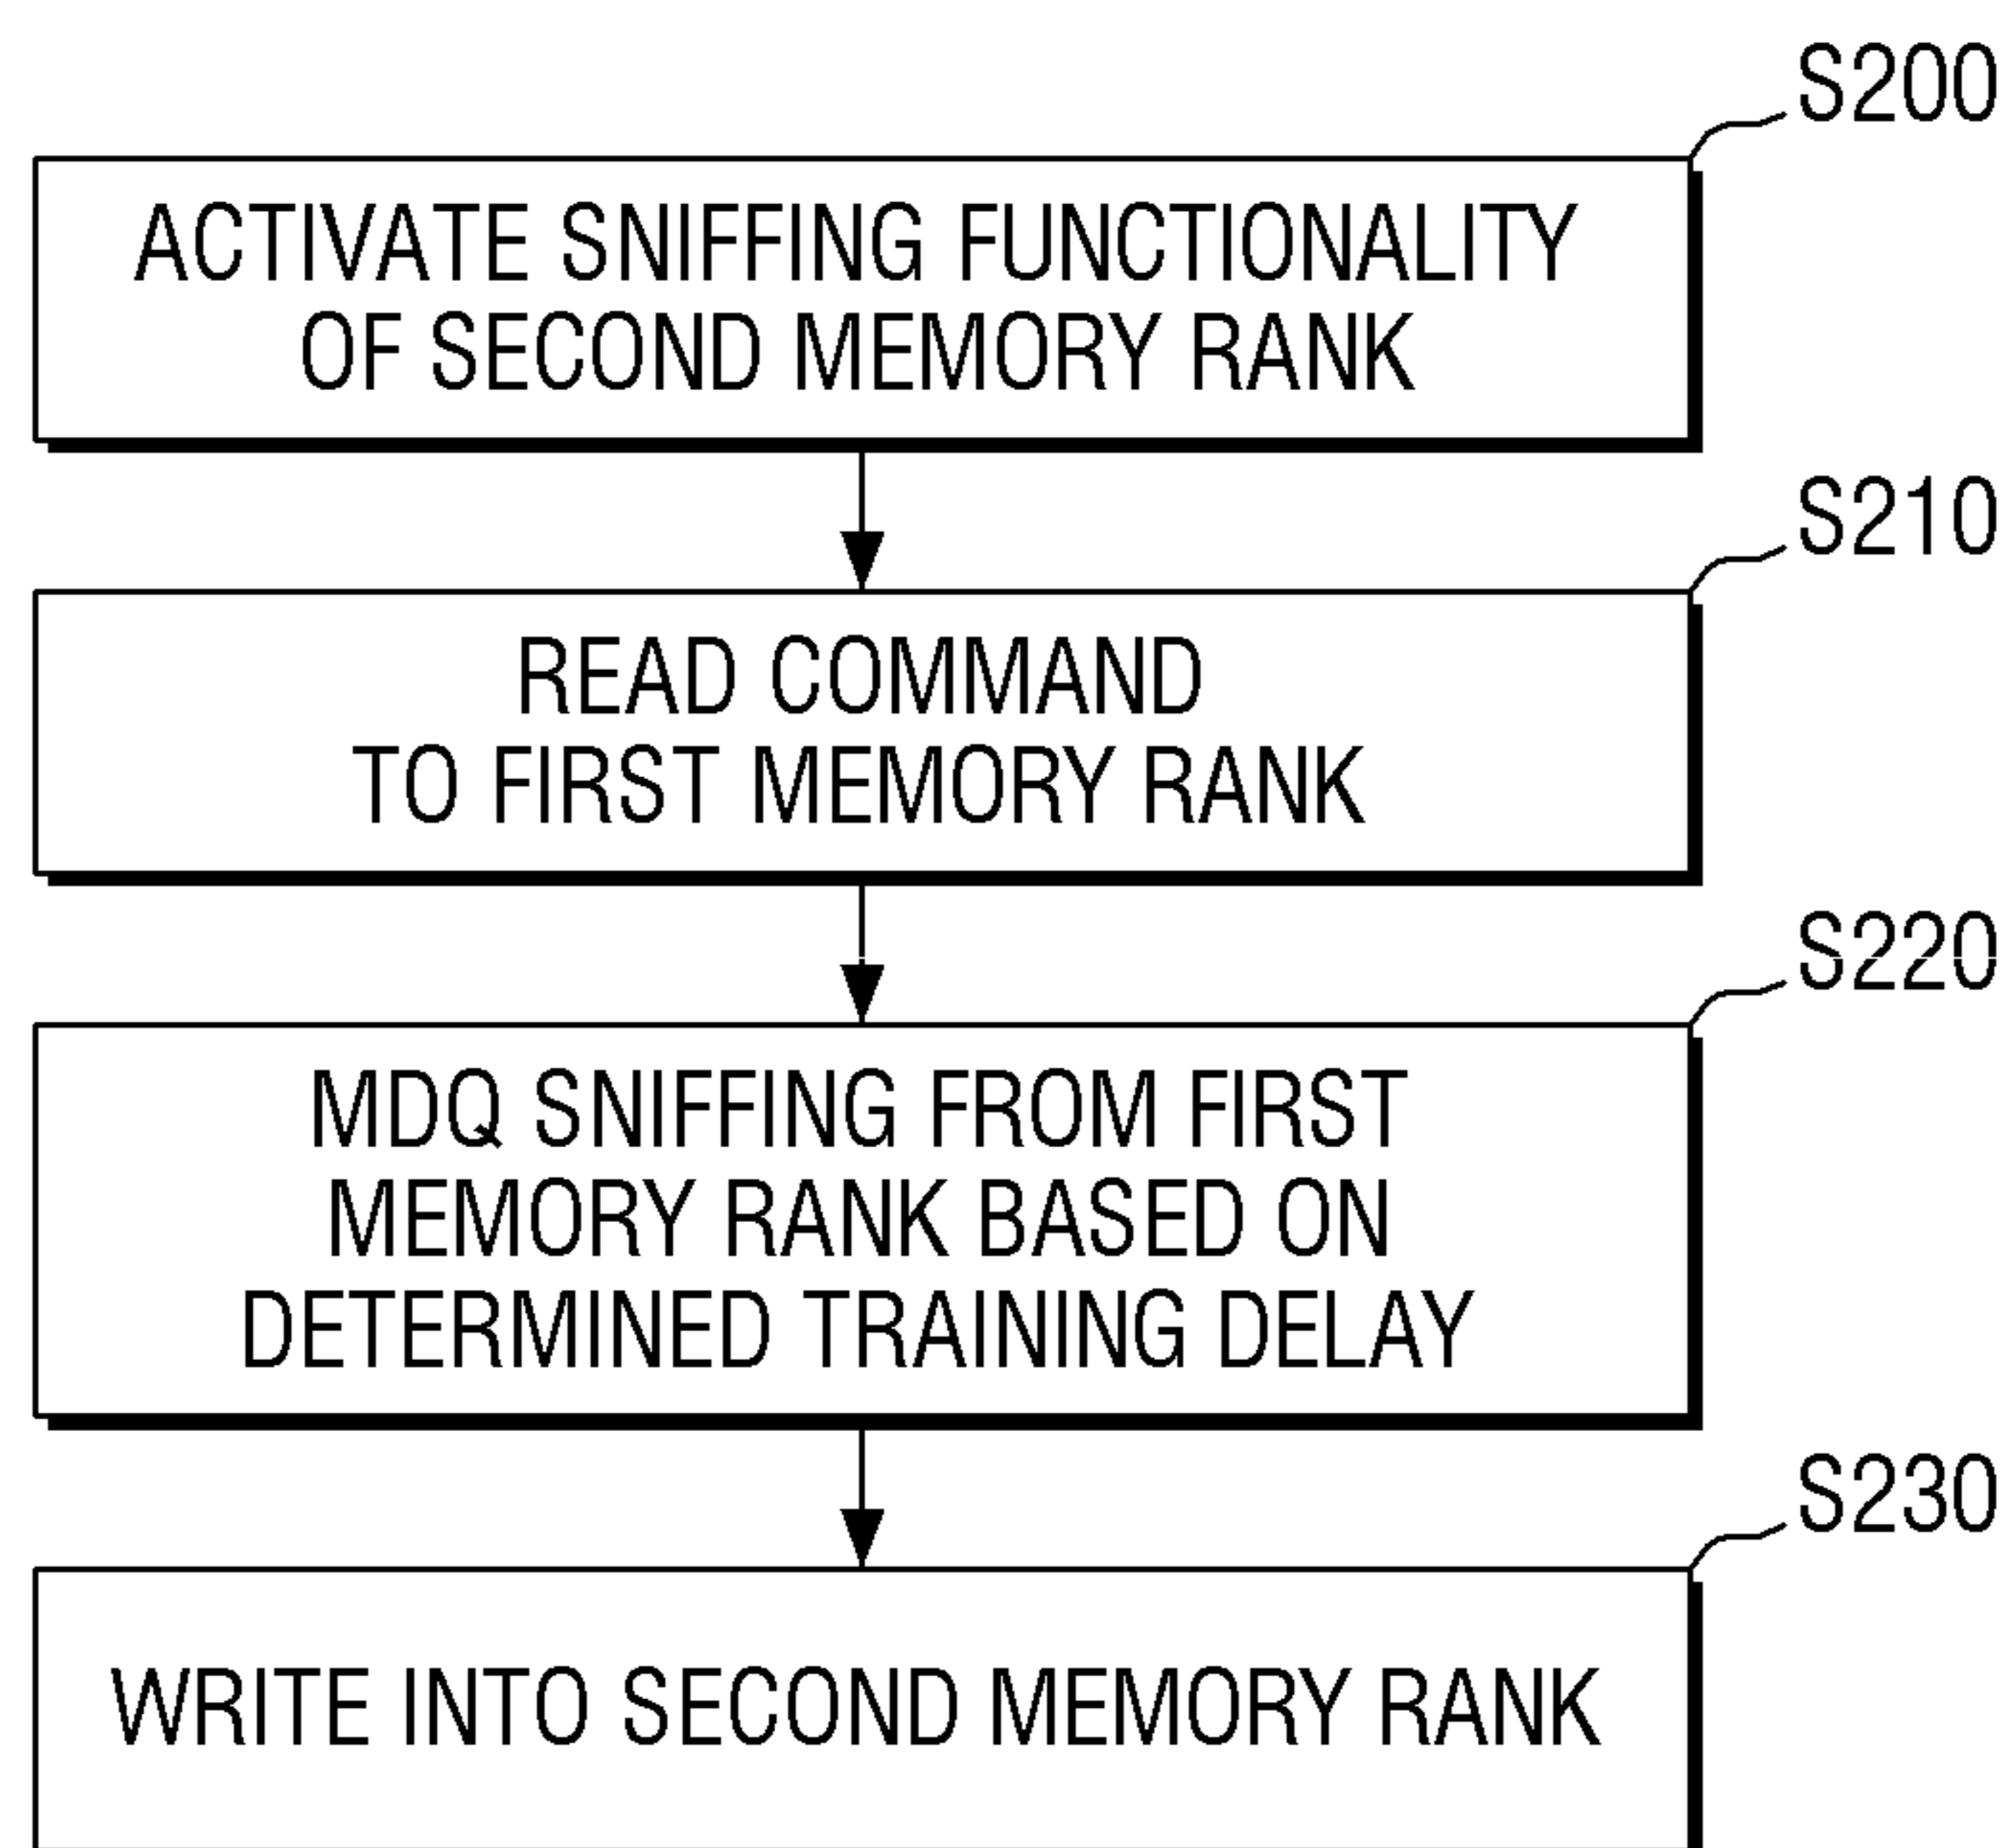 S200
ACTIVATE SNIFFING FUNCTIONALITY
OF SECOND MEMORY RANK
S210
READ COMMAND
TO FIRST MEMORY RANK
S220
MDQ SNIFFING FROM FIRST
MEMORY RANK BASED ON
DETERMINED TRAINING DELAY
S230
WRITE INTO SECOND MEMORY RANK